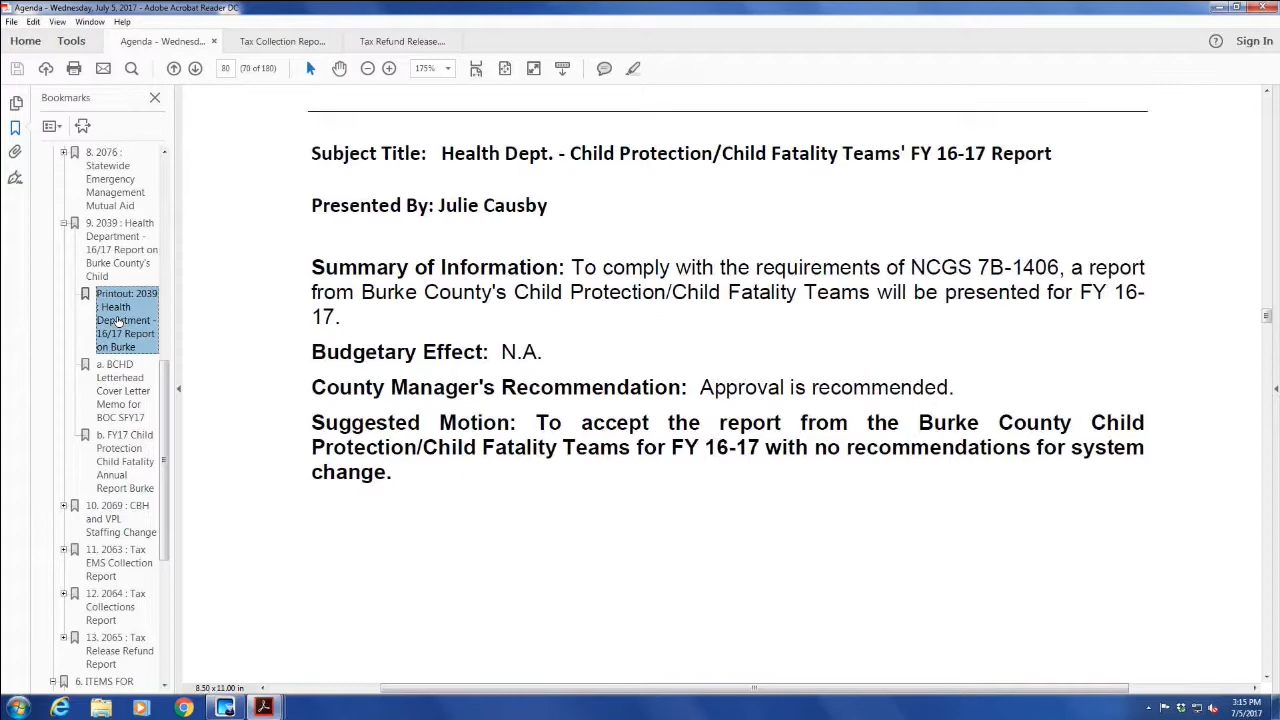 Agenda - Wednesday, July 5, 2017 - Adobe Acrobat Reader DC
File Edit View Window Help
Home Tools Agenda - Wednesd... × Tax Collection Repo... Tax Refund Release.... Sign In
80 (70 of 180) 175%
Bookmarks
8. 2076 :
Statewide
Emergency
Management
Mutual Aid
9. 2039 : Health
Department -
16/17 Report on
Burke County's
Child
Printout: 2039
: Health
Department -
16/17 Report
on Burke
a. BCHD
Letterhead
Cover Letter
Memo for
BOC SFY17
b. FY17 Child
Protection
Child Fatality
Annual
Report Burke
10. 2069 : CBH
and VPL
Staffing Change
11. 2063 : Tax
EMS Collection
Report
12. 2064 : Tax
Collections
Report
13. 2065 : Tax
Release Refund
Report
6. ITEMS FOR
Subject Title: Health Dept. - Child Protection/Child Fatality Teams' FY 16-17 Report
Presented By: Julie Causby
Summary of Information: To comply with the requirements of NCGS 7B-1406, a report
from Burke County's Child Protection/Child Fatality Teams will be presented for FY 16-
17.
Budgetary Effect: N.A.
County Manager's Recommendation: Approval is recommended.
Suggested Motion: To accept the report from the Burke County Child
Protection/Child Fatality Teams for FY 16-17 with no recommendations for system
change.
8.50 x 11.00 in
3:15 PM
7/5/2017